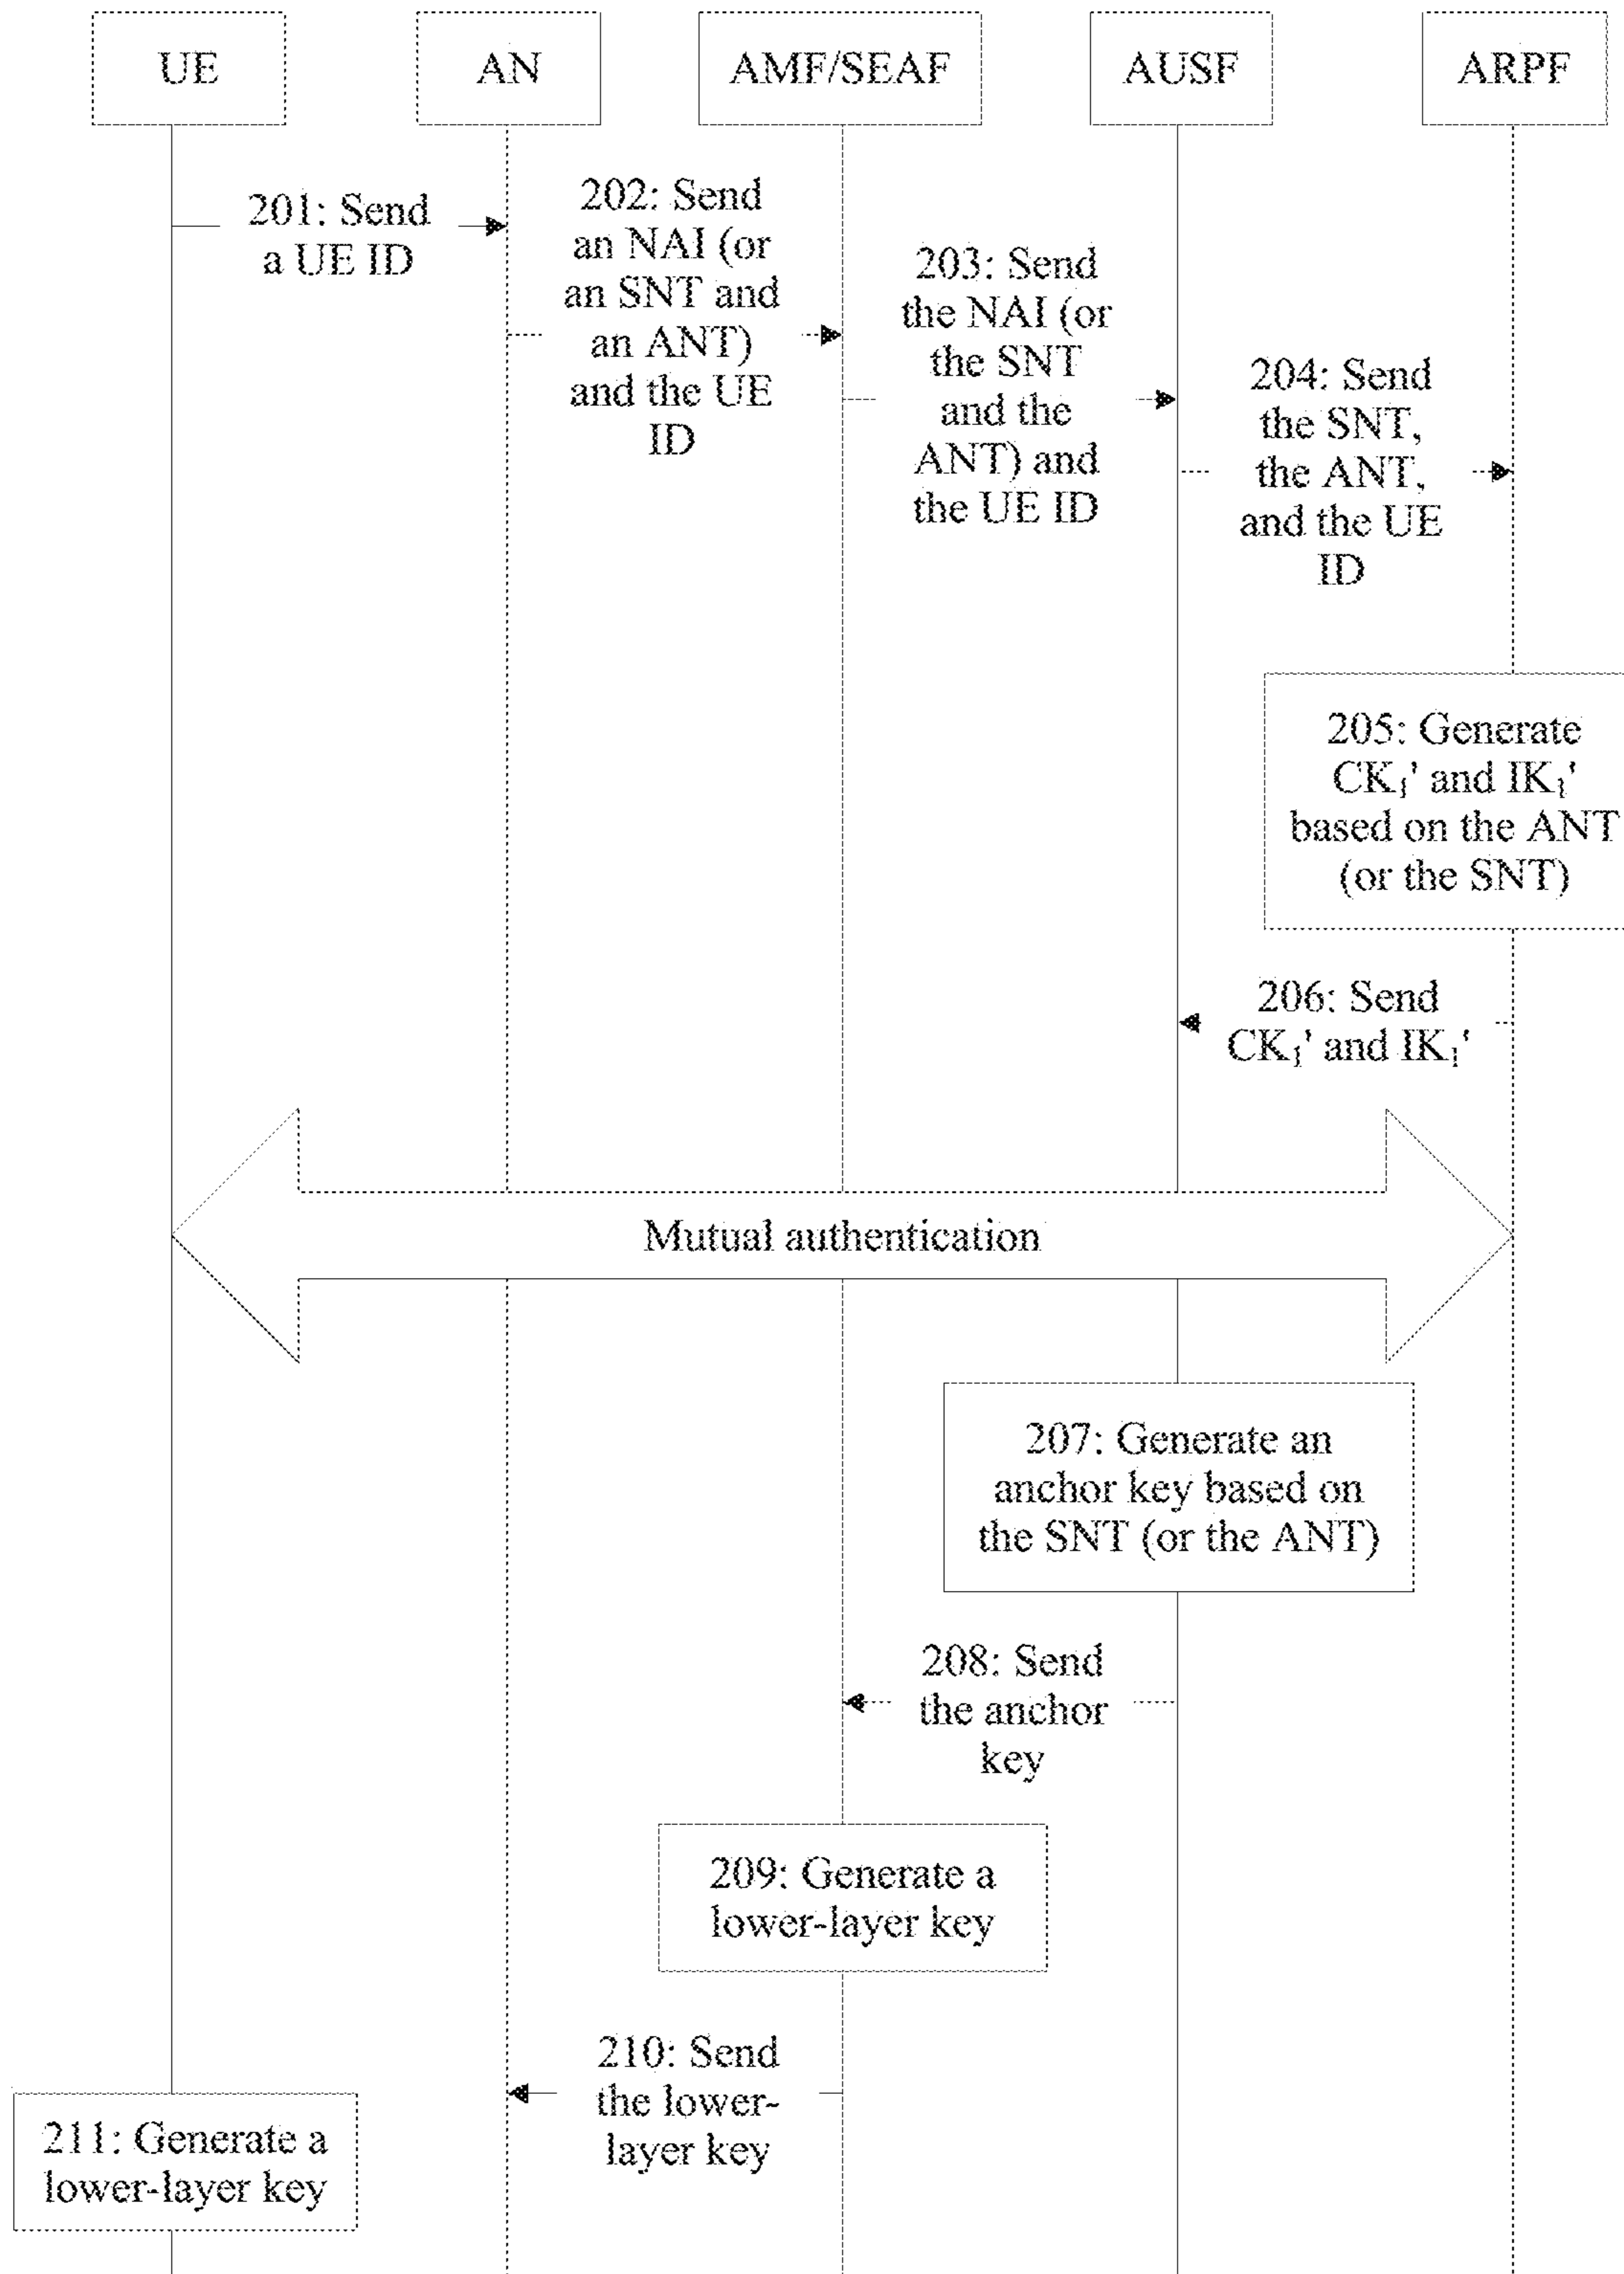 UE
AN
AMF/SEAF
AUSF
ARPF
201: Send
a UE ID
202: Send
an NAI (or
an SNT and
an ANT)
and the UE
ID
203: Send
the NAI (or
the SNT
and the
ANT) and
the UE ID
204: Send
the SNT,
the ANT,
and the UE
ID
205: Generate
CK₁' and IK₁'
based on the ANT
(or the SNT)
206: Send
CK₁' and IK₁'
Mutual authentication
207: Generate an
anchor key based on
the SNT (or the ANT)
208: Send
the anchor
key
209: Generate a
lower-layer key
210: Send
the lower-
layer key
211: Generate a
lower-layer key